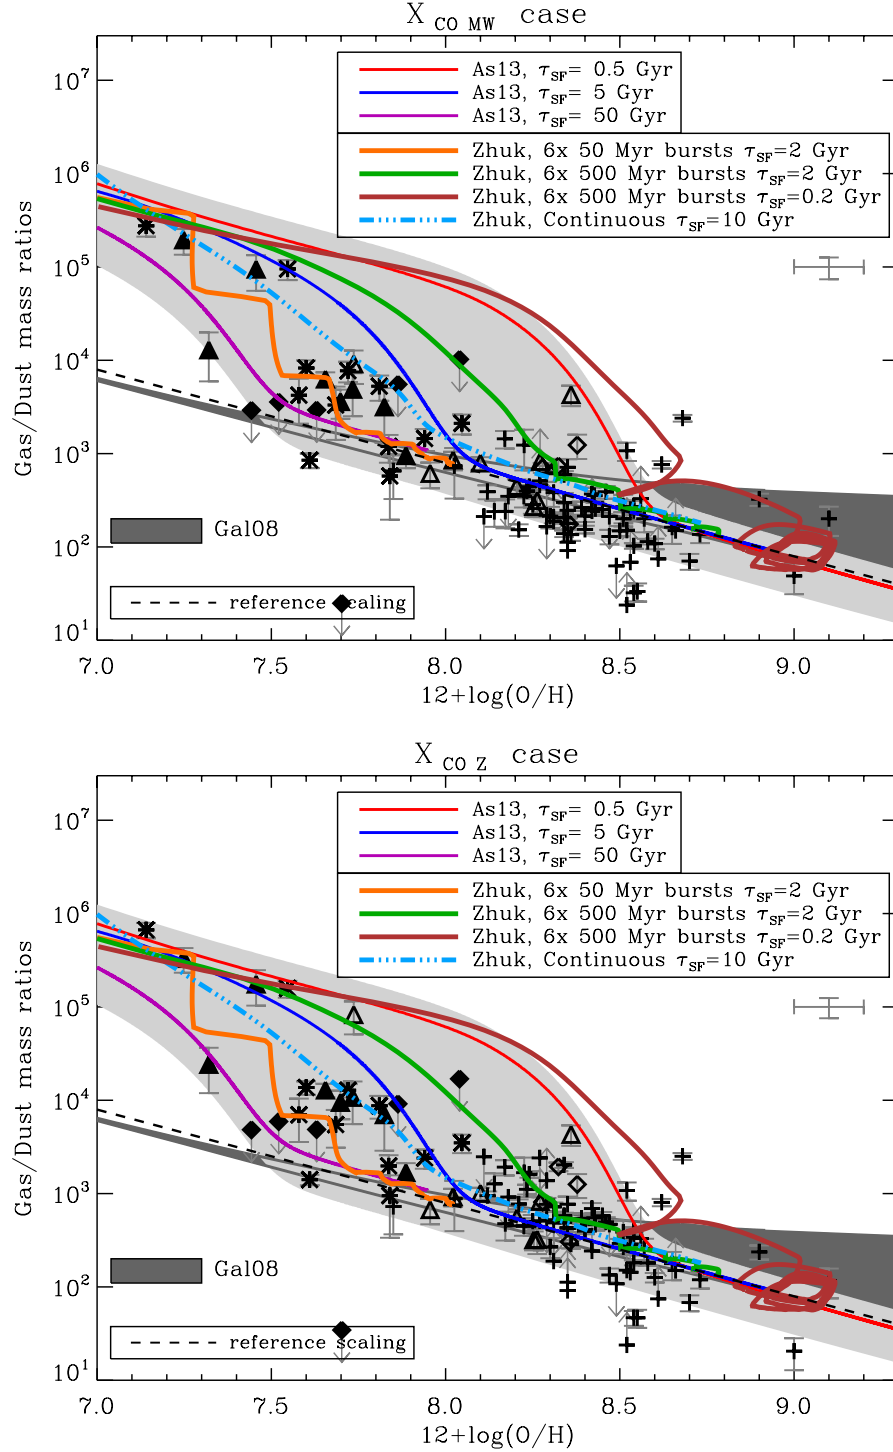 X CO MW case
As13, τSF= 0.5 Gyr
As13, τSF= 5 Gyr
As13, τSF= 50 Gyr
Zhuk, 6x 50 Myr bursts τSF=2 Gyr
Zhuk, 6x 500 Myr bursts τSF=2 Gyr
Zhuk, 6x 500 Myr bursts τSF=0.2 Gyr
Zhuk, Continuous τSF=10 Gyr
10^7
10^6
10^5
10^4
10^3
10^2
10^1
Gas/Dust mass ratios
Gal08
reference scaling
7.0 7.5 8.0 8.5 9.0
12+log(O/H)
X CO Z case
As13, τSF= 0.5 Gyr
As13, τSF= 5 Gyr
As13, τSF= 50 Gyr
Zhuk, 6x 50 Myr bursts τSF=2 Gyr
Zhuk, 6x 500 Myr bursts τSF=2 Gyr
Zhuk, 6x 500 Myr bursts τSF=0.2 Gyr
Zhuk, Continuous τSF=10 Gyr
10^7
10^6
10^5
10^4
10^3
10^2
10^1
Gas/Dust mass ratios
Gal08
reference scaling
7.0 7.5 8.0 8.5 9.0
12+log(O/H)